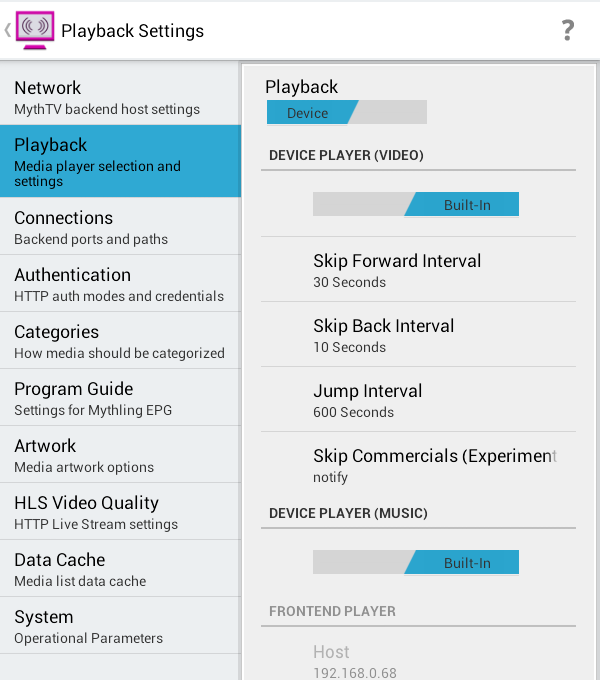 Playback Settings
?
Network
MythTV backend host settings
Playback
Media player selection and
settings
Connections
Backend ports and paths
Authentication
HTTP auth modes and credentials
Categories
How media should be categorized
Program Guide
Settings for Mythling EPG
Artwork
Media artwork options
HLS Video Quality
HTTP Live Stream settings
Data Cache
Media list data cache
System
Operational Parameters
Playback
Device
DEVICE PLAYER (VIDEO)
Built-In
Skip Forward Interval
30 Seconds
Skip Back Interval
10 Seconds
Jump Interval
600 Seconds
Skip Commercials (Experiment
notify
DEVICE PLAYER (MUSIC)
Built-In
FRONTEND PLAYER
Host
192.168.0.68